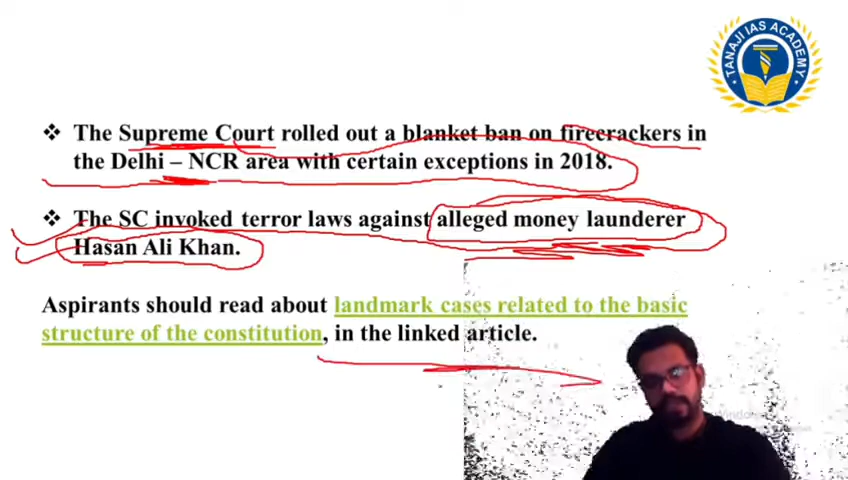 TANAJI IAS ACADEMY
❖ The Supreme Court rolled out a blanket ban on firecrackers in
the Delhi – NCR area with certain exceptions in 2018.
❖ The SC invoked terror laws against alleged money launderer
Hasan Ali Khan.
Aspirants should read about landmark cases related to the basic
structure of the constitution, in the linked article.